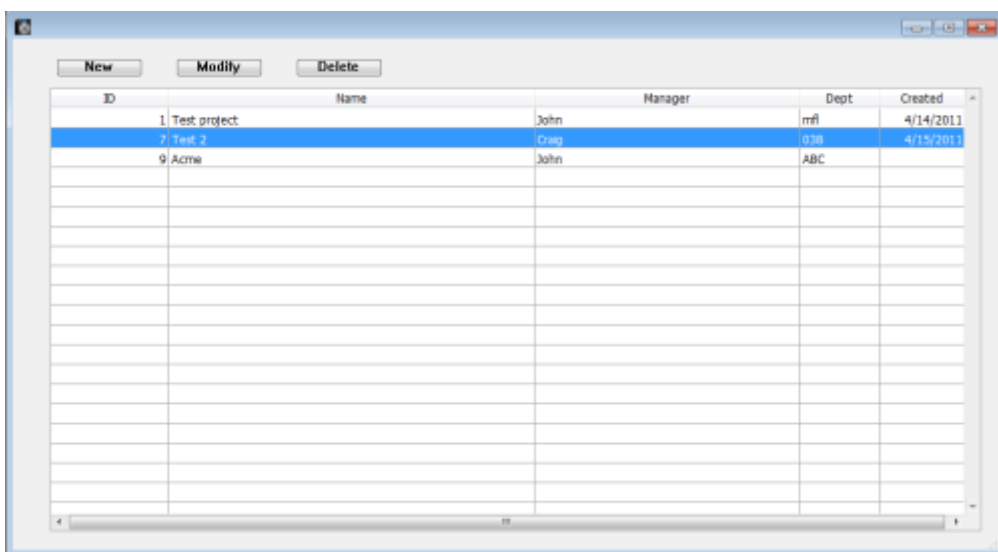 New Modify Delete
ID Name Manager Dept Created
1 Test project John mfl 4/14/2011
7 Test 2 Craig 038 4/15/2011
9 Acme John ABC